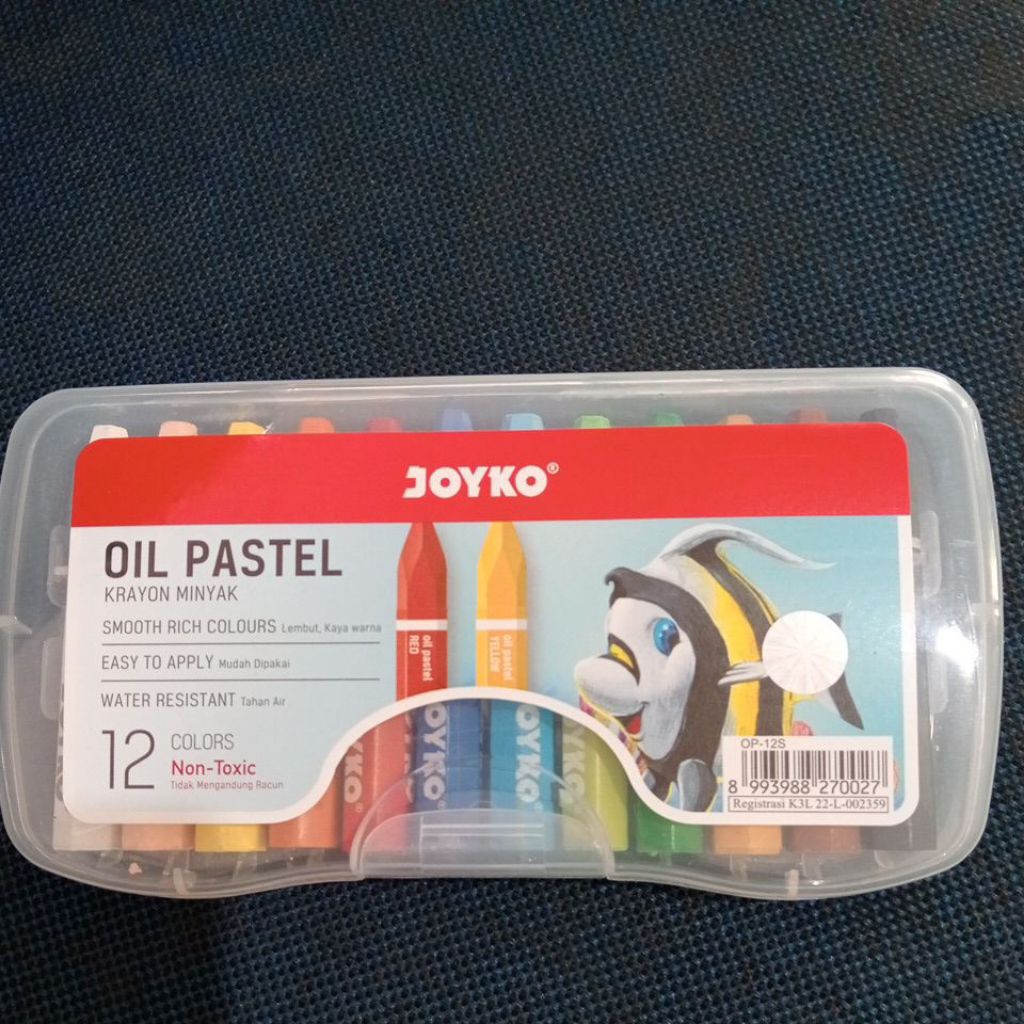 JOYKO®
OIL PASTEL
KRAYON MINYAK
SMOOTH RICH COLOURS Lembut, Kaya warna
EASY TO APPLY Mudah Dipakai
WATER RESISTANT Tahan Air
12 COLORS
Non-Toxic
Tidak Mengandung Racun
oil pastel
RED
oil pastel
YELLOW
JOYKO
JOYKO
OP-12S
8 993988 270027
Registrasi K3L 22-L-002359